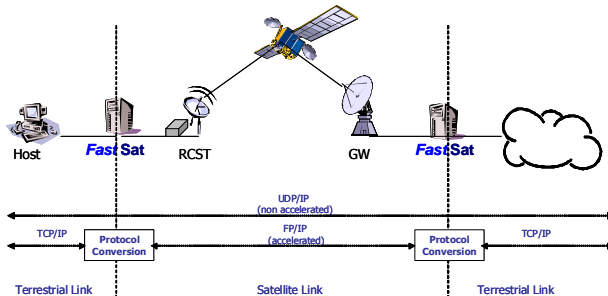 Host
FastSat
RCST
GW
FastSat
UDP/IP
(non accelerated)
TCP/IP
Protocol
Conversion
FP/IP
(accelerated)
Protocol
Conversion
TCP/IP
Terrestrial Link
Satellite Link
Terrestrial Link